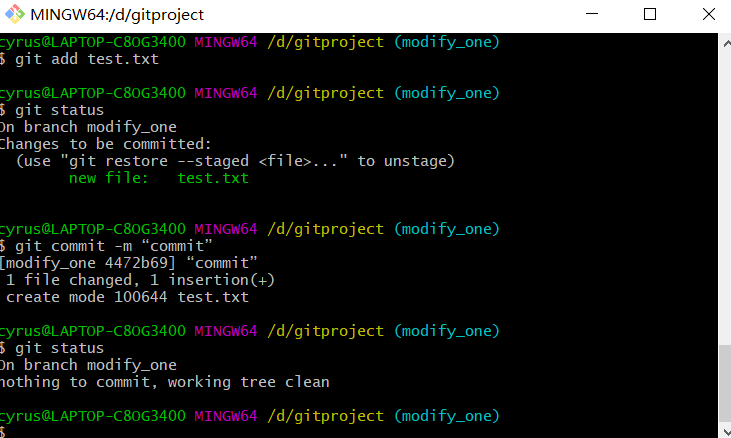 MINGW64:/d/gitproject
cyrus@LAPTOP-C8OG3400 MINGW64 /d/gitproject (modify_one)
$ git add test.txt
cyrus@LAPTOP-C8OG3400 MINGW64 /d/gitproject (modify_one)
$ git status
On branch modify_one
Changes to be committed:
  (use "git restore --staged <file>..." to unstage)
        new file:   test.txt
cyrus@LAPTOP-C8OG3400 MINGW64 /d/gitproject (modify_one)
$ git commit -m “commit”
[modify_one 4472b69] “commit”
 1 file changed, 1 insertion(+)
 create mode 100644 test.txt
cyrus@LAPTOP-C8OG3400 MINGW64 /d/gitproject (modify_one)
$ git status
On branch modify_one
nothing to commit, working tree clean
cyrus@LAPTOP-C8OG3400 MINGW64 /d/gitproject (modify_one)
$